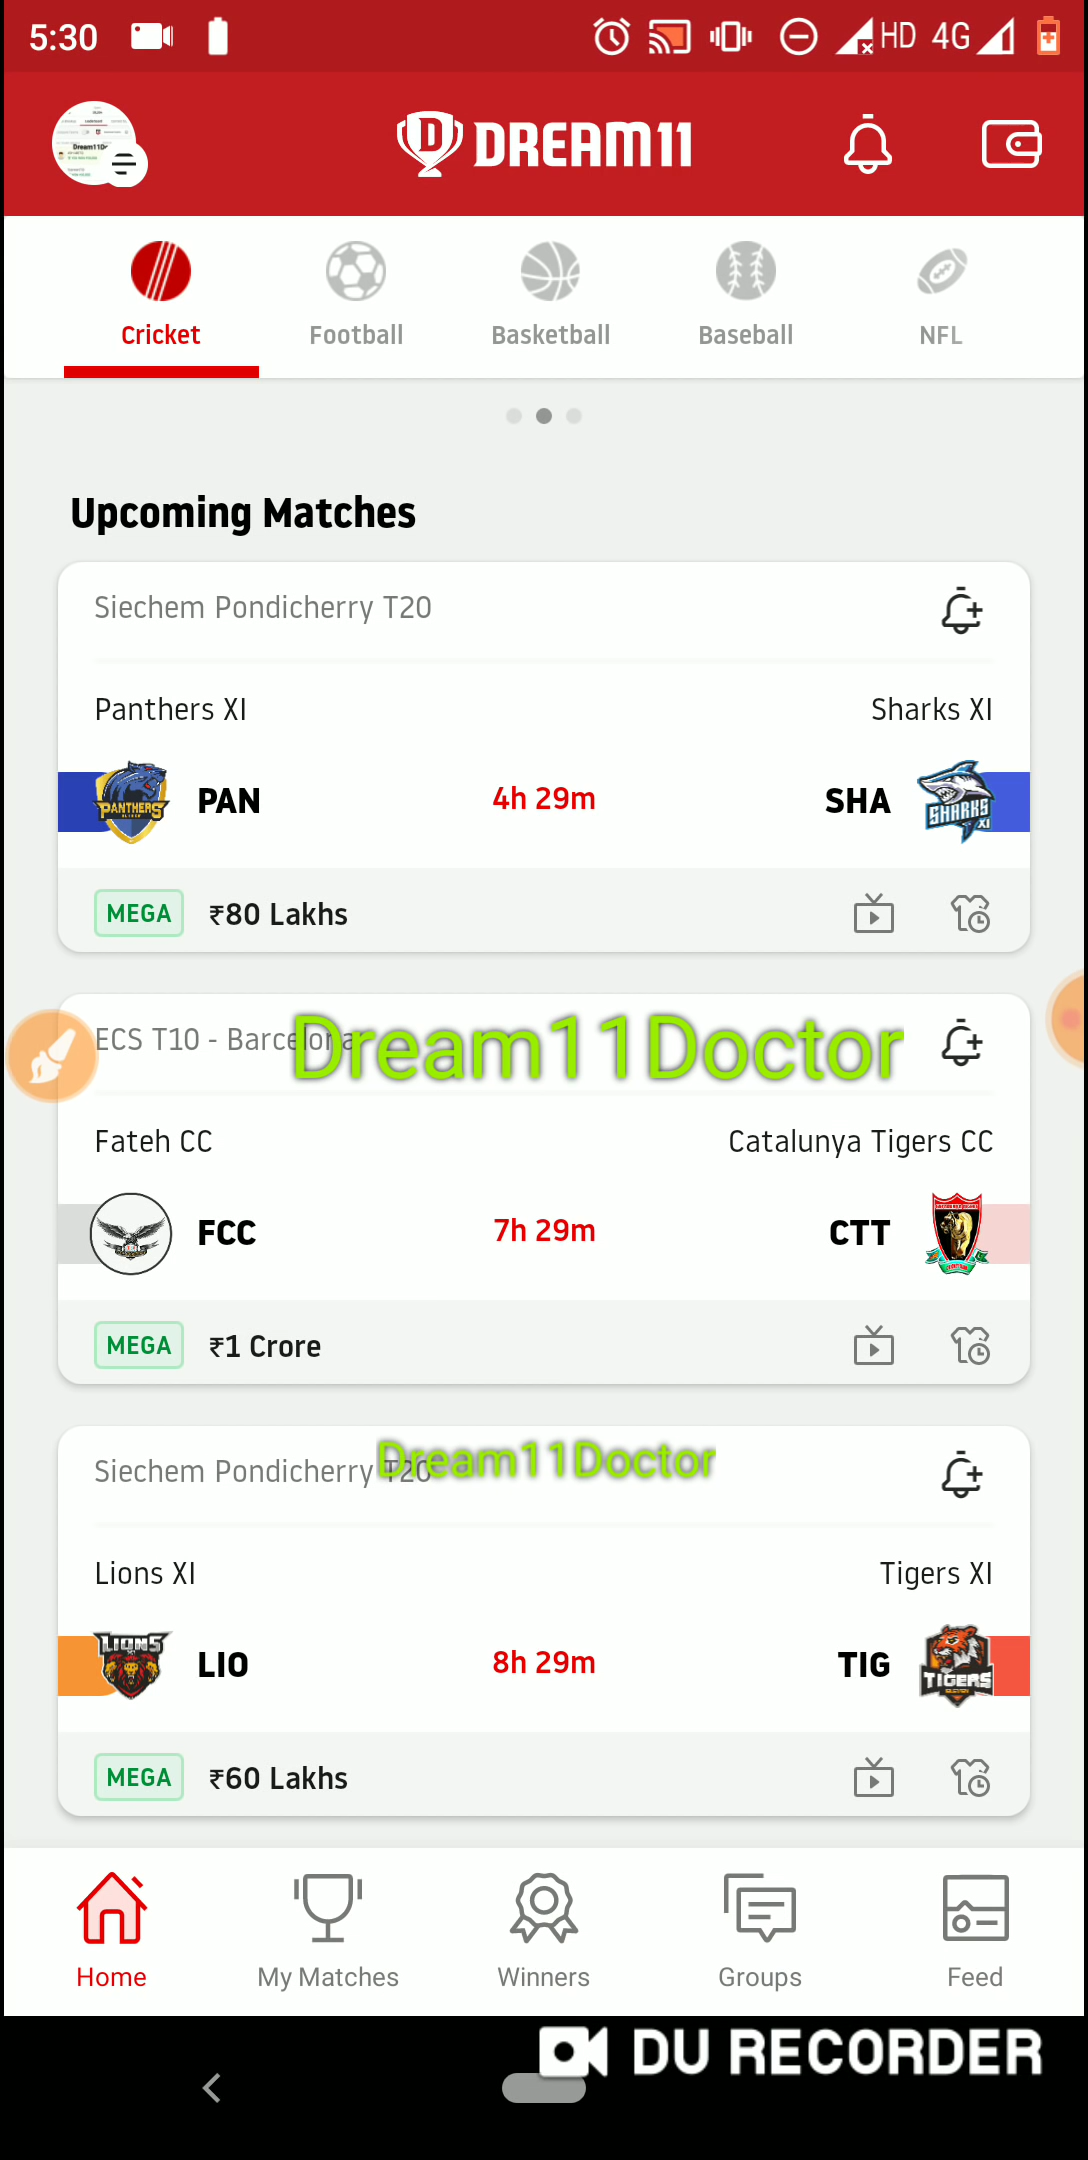 5:30
HD 4G
DREAM11
Cricket Football Basketball Baseball NFL
Upcoming Matches
Siechem Pondicherry T20
Panthers XI Sharks XI
PANTHERS PAN 4h 29m SHA SHARKS XI
MEGA ₹80 Lakhs
ECS T10 - Barcelona
Dream11Doctor
Fateh CC Catalunya Tigers CC
FCC 7h 29m CTT
MEGA ₹1 Crore
Siechem Pondicherry T20
Dream11Doctor
Lions XI Tigers XI
LIONS LIO 8h 29m TIG TIGERS
MEGA ₹60 Lakhs
Home My Matches Winners Groups Feed
DU RECORDER